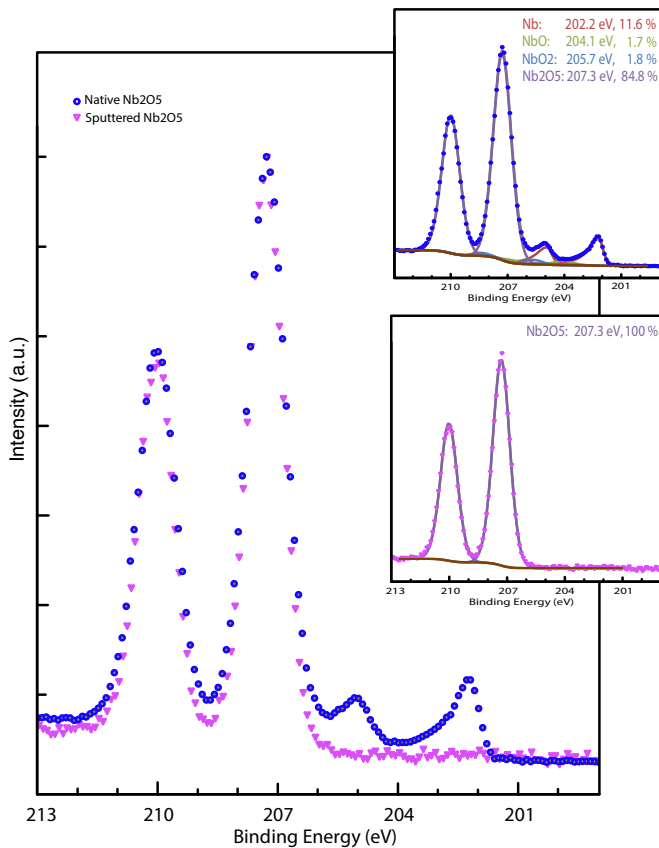 Native Nb2O5
Sputtered Nb2O5
Nb: 202.2 eV, 11.6 %
NbO: 204.1 eV, 1.7 %
NbO2: 205.7 eV, 1.8 %
Nb2O5: 207.3 eV, 84.8 %
210 207 204 201
Binding Energy (eV)
Nb2O5: 207.3 eV, 100 %
213 210 207 204 201
Binding Energy (eV)
Intensity (a.u.)
213 210 207 204 201
Binding Energy (eV)